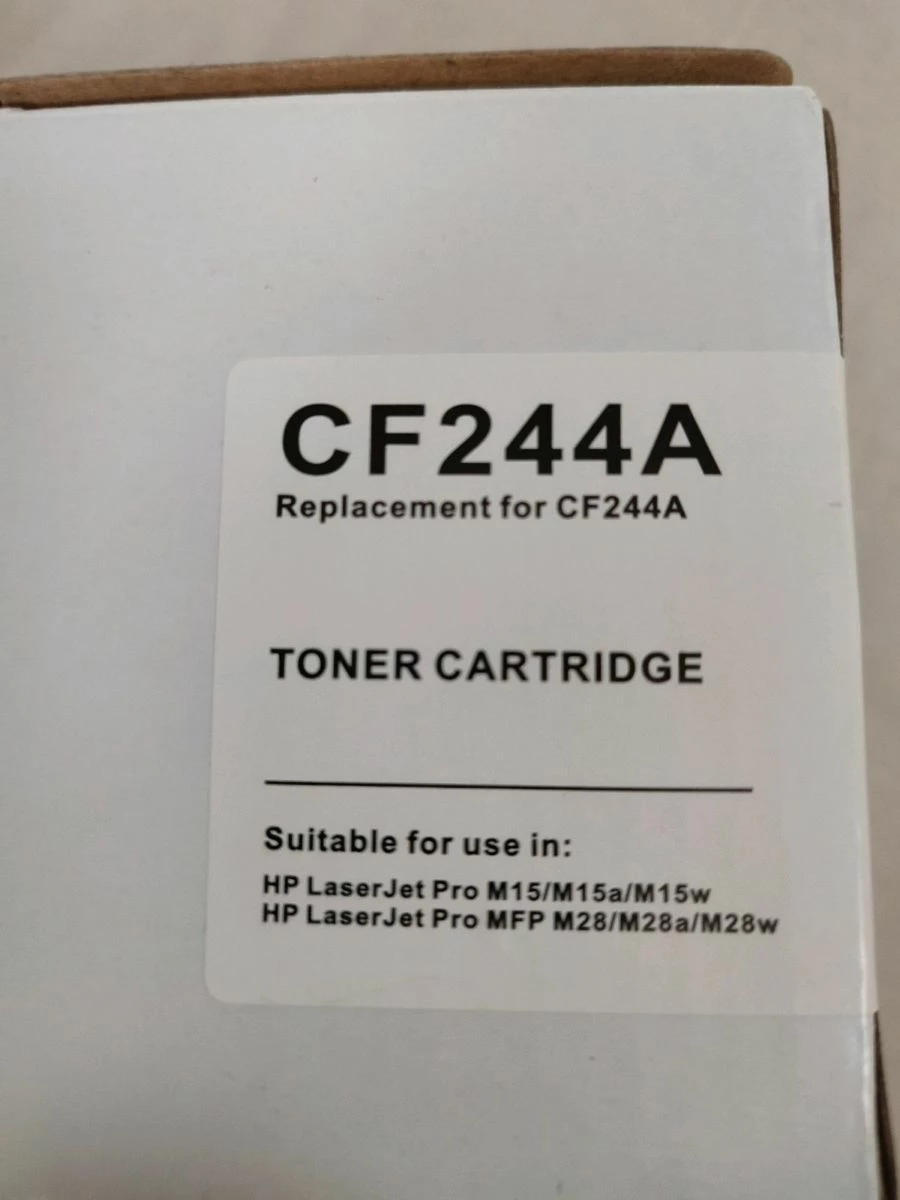 CF244A
Replacement for CF244A
TONER CARTRIDGE
Suitable for use in:
HP LaserJet Pro M15/M15a/M15w
HP LaserJet Pro MFP M28/M28a/M28w